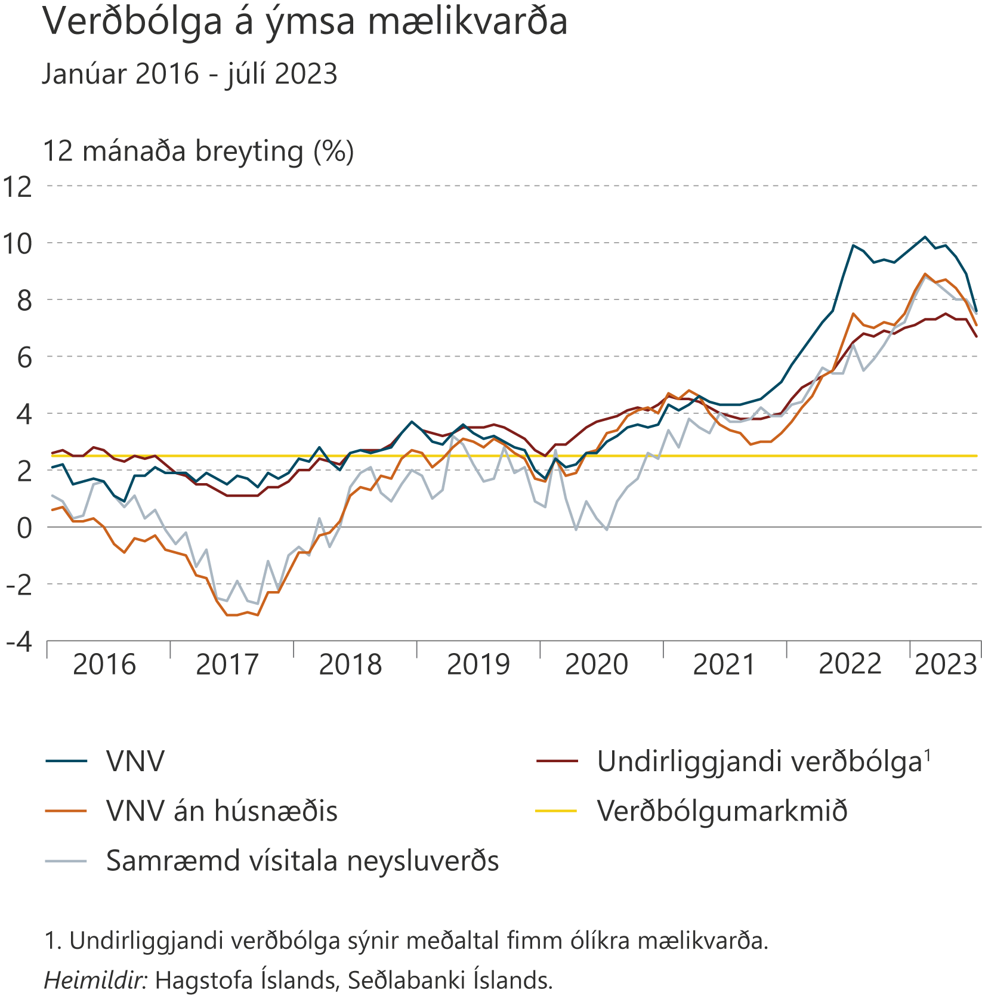 Verðbólga á ýmsa mælikvarða
Janúar 2016 - júlí 2023
12 mánaða breyting (%)
12
10
8
6
4
2
0
-2
-4
2016 2017 2018 2019 2020 2021 2022 2023
VNV
VNV án húsnæðis
Samræmd vísitala neysluverðs
Undirliggjandi verðbólga¹
Verðbólgumarkmið
1. Undirliggjandi verðbólga sýnir meðaltal fimm ólíkra mælikvarða.
Heimildir: Hagstofa Íslands, Seðlabanki Íslands.